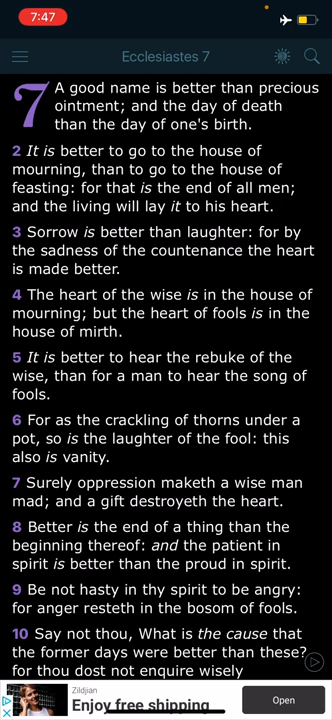 7:47
Ecclesiastes 7
7 A good name is better than precious
ointment; and the day of death
than the day of one's birth.
2 It is better to go to the house of
mourning, than to go to the house of
feasting: for that is the end of all men;
and the living will lay it to his heart.
3 Sorrow is better than laughter: for by
the sadness of the countenance the heart
is made better.
4 The heart of the wise is in the house of
mourning; but the heart of fools is in the
house of mirth.
5 It is better to hear the rebuke of the
wise, than for a man to hear the song of
fools.
6 For as the crackling of thorns under a
pot, so is the laughter of the fool: this
also is vanity.
7 Surely oppression maketh a wise man
mad; and a gift destroyeth the heart.
8 Better is the end of a thing than the
beginning thereof: and the patient in
spirit is better than the proud in spirit.
9 Be not hasty in thy spirit to be angry:
for anger resteth in the bosom of fools.
10 Say not thou, What is the cause that
the former days were better than these?
for thou dost not enquire wisely
Zildjian
Enjoy free shipping
Open